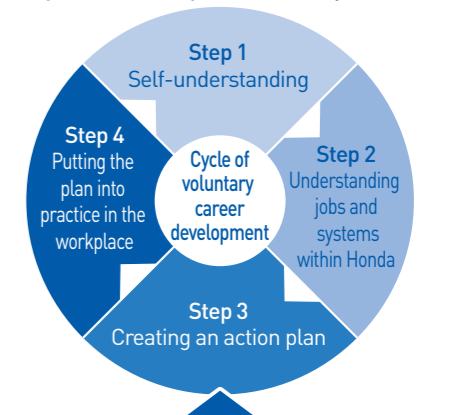 Step 1
Self-understanding
Step 2
Understanding
jobs and
systems
within Honda
Step 3
Creating an action plan
Step 4
Putting the
plan into
practice in the
workplace
Cycle of
voluntary
career
development